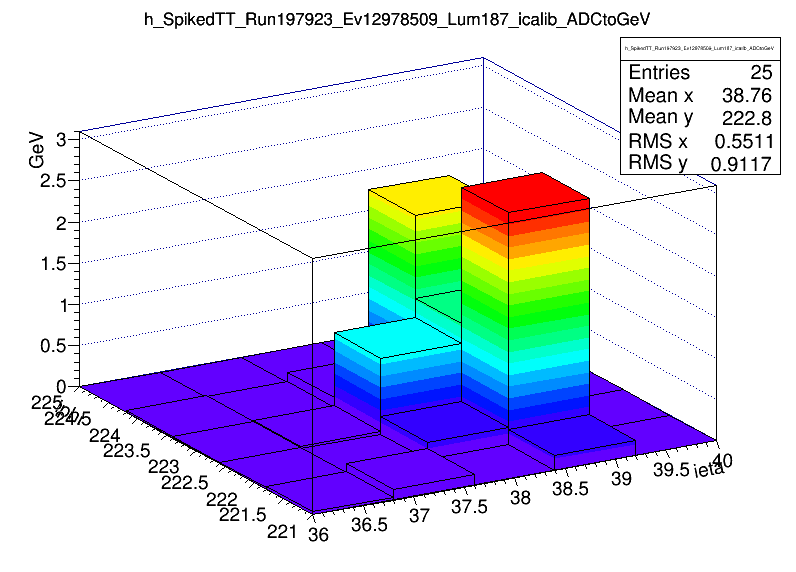 h_SpikedTT_Run197923_Ev12978509_Lum187_icalib_ADCtoGeV
h_SpikedTT_Run197923_Ev12978509_Lum187_icalib_ADCtoGeV
Entries 25
Mean x 38.76
Mean y 222.8
RMS x 0.5511
RMS y 0.9117
GeV
3
2.5
2
1.5
1
0.5
0
225
224.5
224
223.5
223
222.5
222
221.5
221
36
36.5
37
37.5
38
38.5
39
39.5
40
ieta